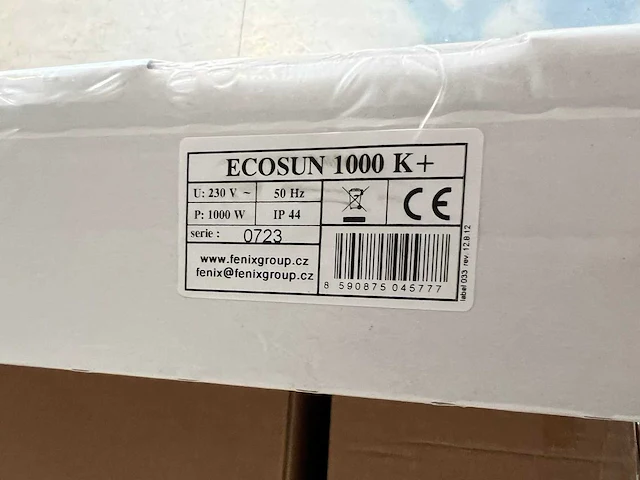 ECOSUN 1000 K+
U: 230 V ~ 50 Hz
P: 1000 W IP 44
serie : 0723
CE
www.fenixgroup.cz
fenix@fenixgroup.cz
8 590875 045777
label 033 rev. 12.8.12